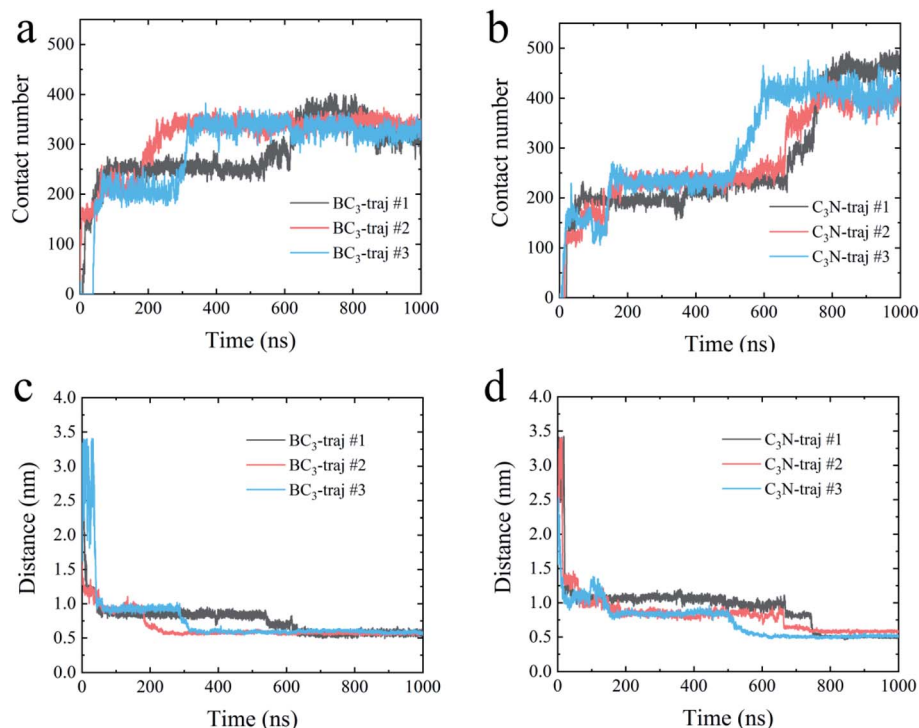 a
500
400
300
200
100
0
Contact number
BC₃-traj #1
BC₃-traj #2
BC₃-traj #3
0 200 400 600 800 1000
Time (ns)
b
500
400
300
200
100
0
Contact number
C₃N-traj #1
C₃N-traj #2
C₃N-traj #3
0 200 400 600 800 1000
Time (ns)
c
4.0
3.5
3.0
2.5
2.0
1.5
1.0
0.5
0.0
Distance (nm)
BC₃-traj #1
BC₃-traj #2
BC₃-traj #3
0 200 400 600 800 1000
Time (ns)
d
4.0
3.5
3.0
2.5
2.0
1.5
1.0
0.5
0.0
Distance (nm)
C₃N-traj #1
C₃N-traj #2
C₃N-traj #3
0 200 400 600 800 1000
Time (ns)